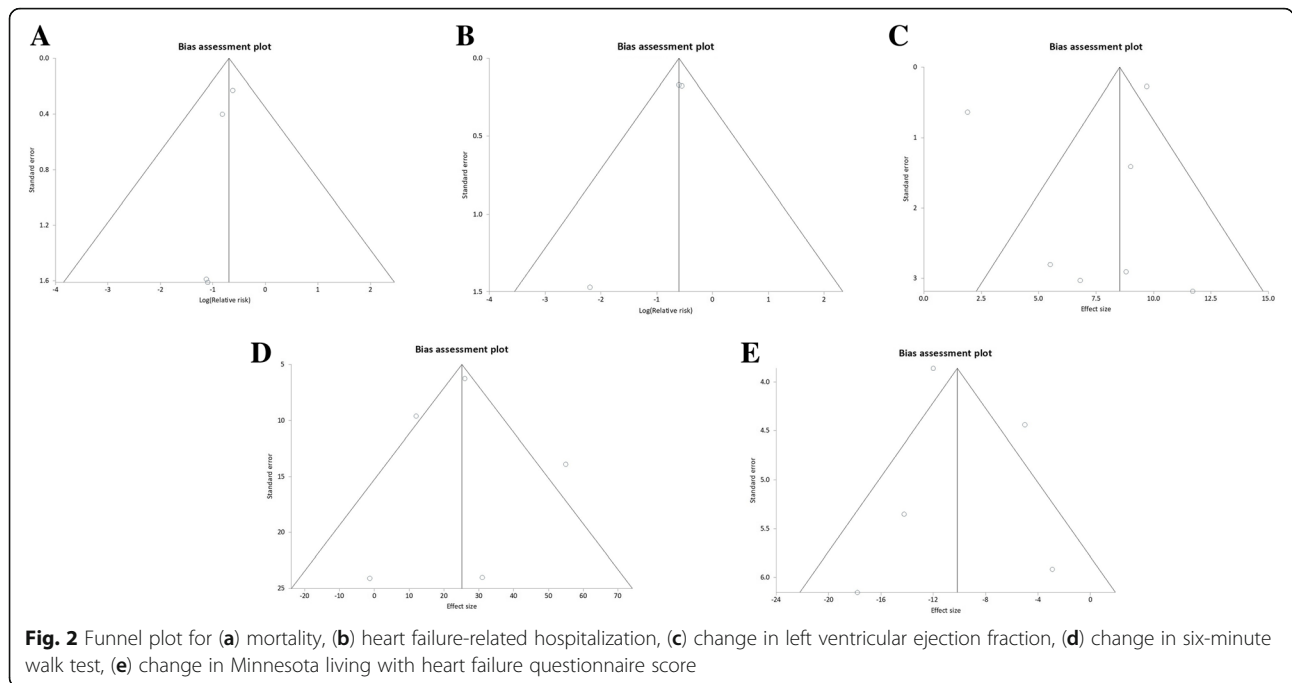 A
Bias assessment plot
0.0
0.4
0.8
1.2
1.6
Standard error
-4
-3
-2
-1
0
1
2
Log(Relative risk)
B
Bias assessment plot
0.0
0.5
1.0
1.5
Standard error
-4
-3
-2
-1
0
1
2
Log(Relative risk)
C
Bias assessment plot
0
1
2
3
Standard error
0.0
2.5
5.0
7.5
10.0
12.5
15.0
Effect size
D
Bias assessment plot
5
10
15
20
25
Standard error
-20
-10
0
10
20
30
40
50
60
70
Effect size
E
Bias assessment plot
4.0
4.5
5.0
5.5
6.0
Standard error
-24
-20
-16
-12
-8
-4
0
Effect size
Fig. 2 Funnel plot for (a) mortality, (b) heart failure-related hospitalization, (c) change in left ventricular ejection fraction, (d) change in six-minute
walk test, (e) change in Minnesota living with heart failure questionnaire score